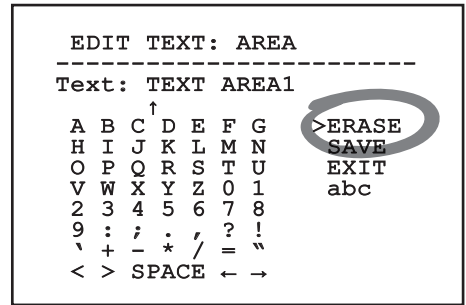 EDIT TEXT: AREA
------------------------
Text: TEXT AREA1
↑
A B C D E F G >ERASE
H I J K L M N SAVE
O P Q R S T U EXIT
V W X Y Z 0 1 abc
2 3 4 5 6 7 8
9 : ; . , ? !
‘ + - * / = “
< > SPACE ← →